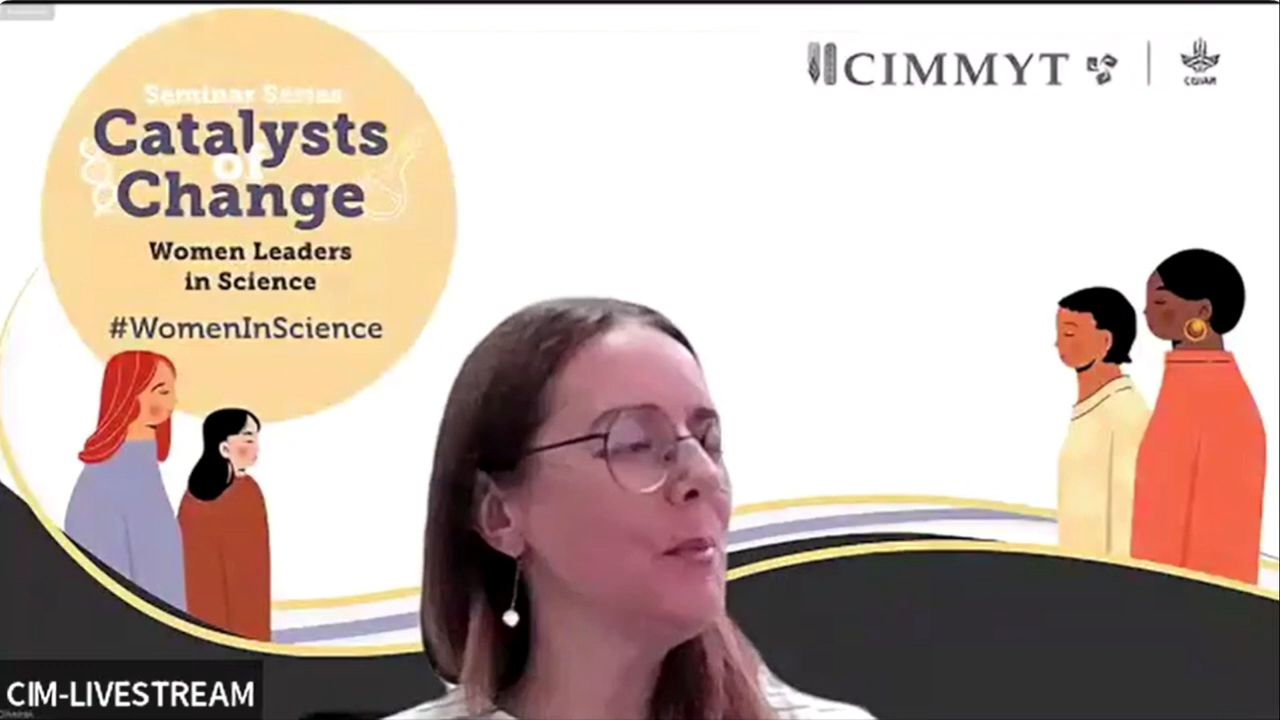 Seminar Series
Catalysts
of
Change
Women Leaders
in Science
#WomenInScience
CIMMYT
CGIAR
CIM-LIVESTREAM